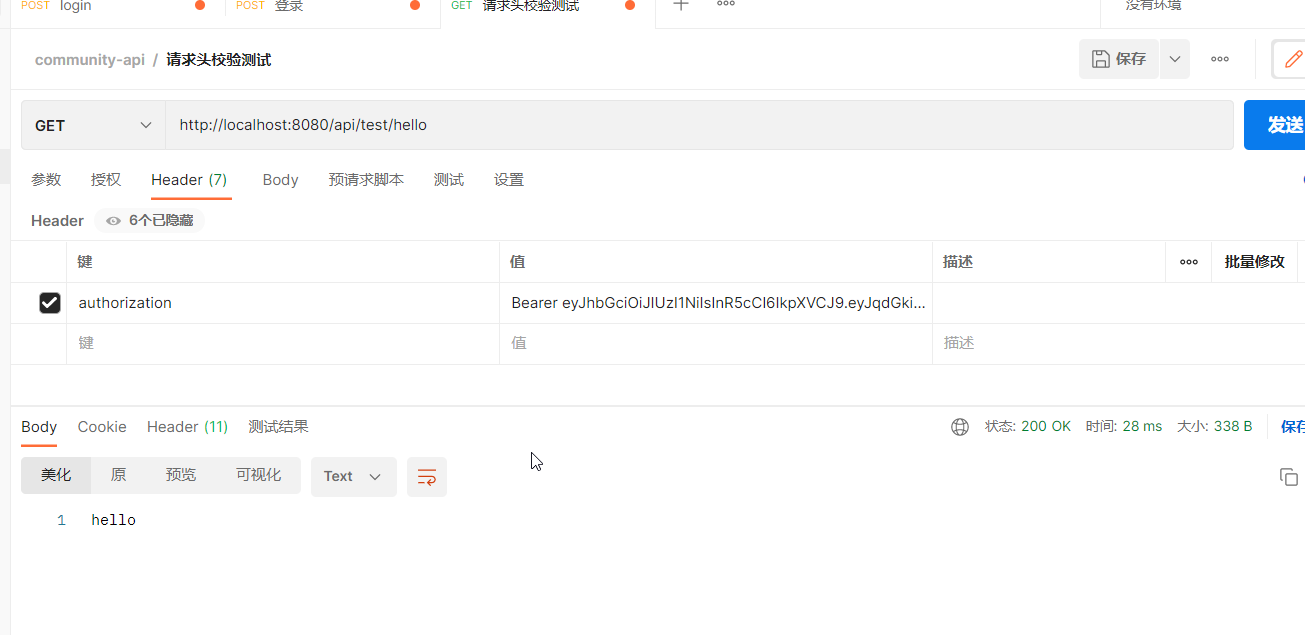 POST login POST 登录 GET 请求头校验测试 没有环境
community-api / 请求头校验测试 保存
GET http://localhost:8080/api/test/hello 发送
参数 授权 Header (7) Body 预请求脚本 测试 设置
Header 6个已隐藏
键 值 描述 批量修改
authorization Bearer eyJhbGciOiJIUzI1NiIsInR5cCI6IkpXVCJ9.eyJqdGki...
键 值 描述
Body Cookie Header (11) 测试结果 状态: 200 OK 时间: 28 ms 大小: 338 B 保存
美化 原 预览 可视化 Text
1 hello